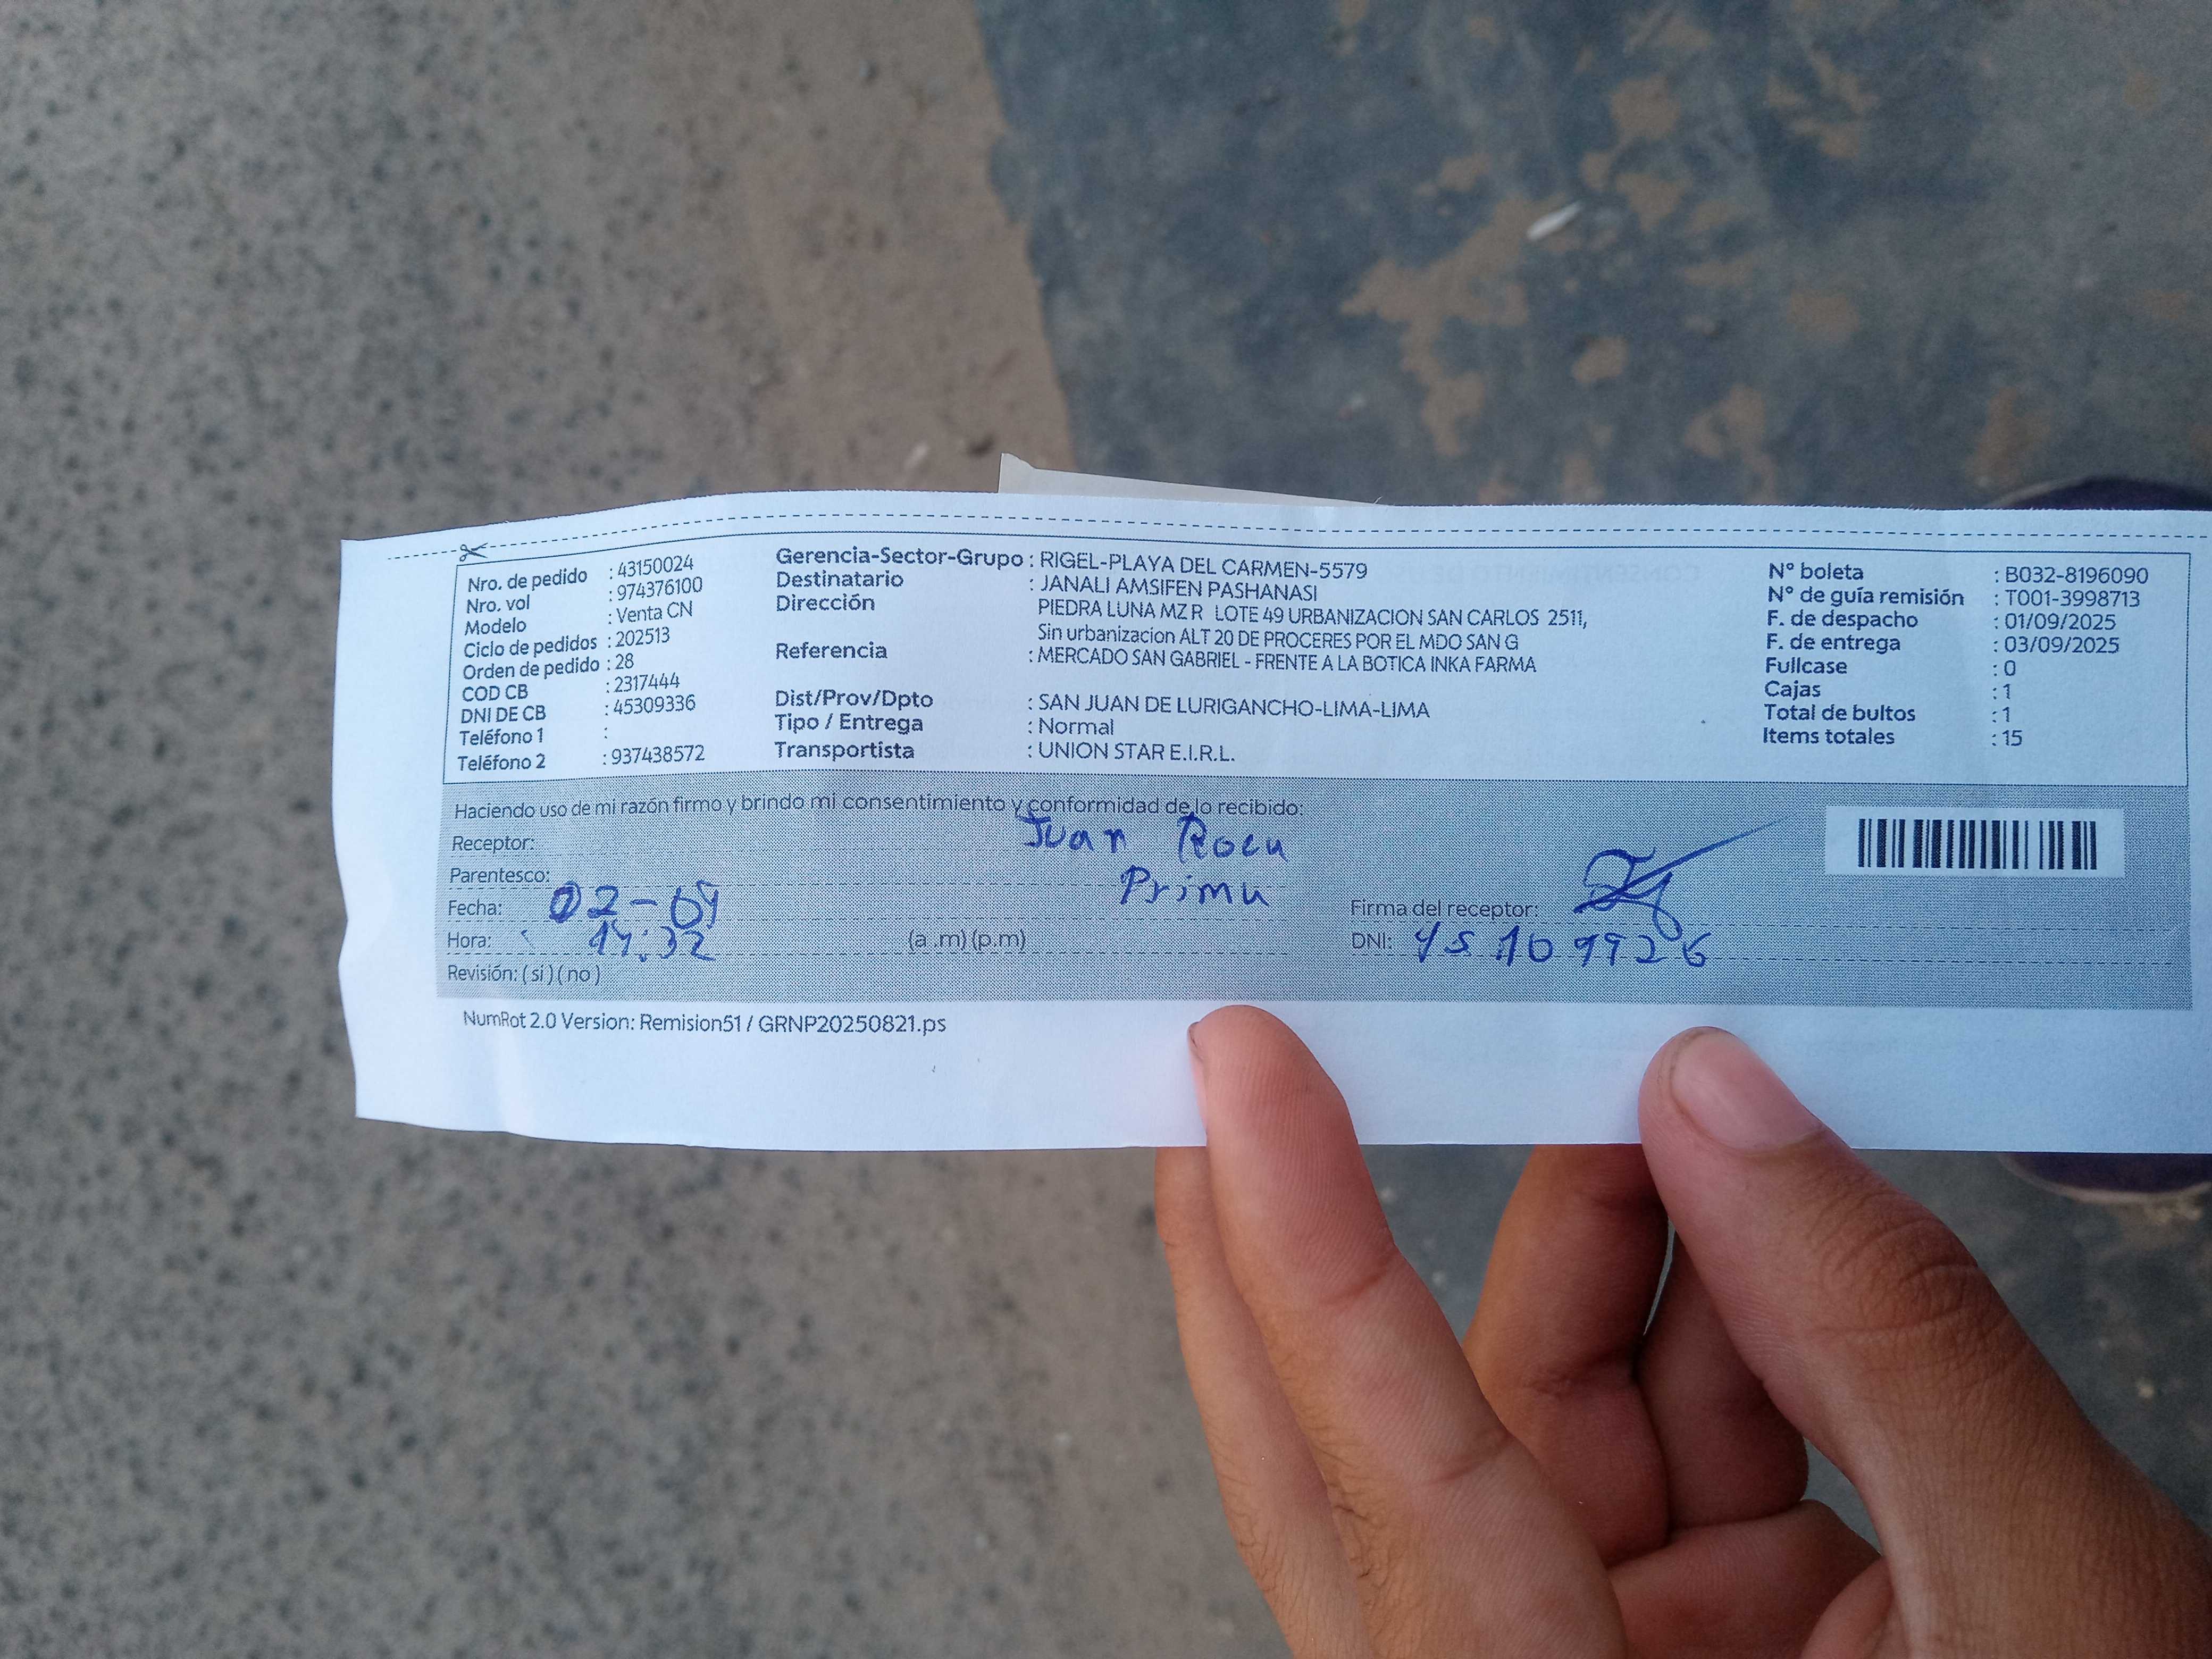 Nro. de pedido : 43150024
Nro. vol : 974376100
Modelo : Venta CN
Ciclo de pedidos : 202513
Orden de pedido : 28
COD CB : 2317444
DNI DE CB : 45309336
Teléfono 1 :
Teléfono 2 : 937438572
Gerencia-Sector-Grupo : RIGEL-PLAYA DEL CARMEN-5579
Destinatario : JANALI AMSIFEN PASHANASI
Dirección PIEDRA LUNA MZ R LOTE 49 URBANIZACION SAN CARLOS 2511,
Sin urbanizacion ALT 20 DE PROCERES POR EL MDO SAN G
Referencia : MERCADO SAN GABRIEL - FRENTE A LA BOTICA INKA FARMA
Dist/Prov/Dpto : SAN JUAN DE LURIGANCHO-LIMA-LIMA
Tipo / Entrega : Normal
Transportista : UNION STAR E.I.R.L.
N° boleta : B032-8196090
N° de guía remisión : T001-3998713
F. de despacho : 01/09/2025
F. de entrega : 03/09/2025
Fullcase : 0
Cajas : 1
Total de bultos : 1
Items totales : 15
Haciendo uso de mi razón firmo y brindo mi consentimiento y conformidad de lo recibido:
Receptor: Juan
Parentesco:
Fecha: 02-09
Firma del receptor:
Hora: (a .m) (p.m)
DNI:
Revisión: ( si ) ( no )
NumRot 2.0 Version: Remision51 / GRNP20250821.ps